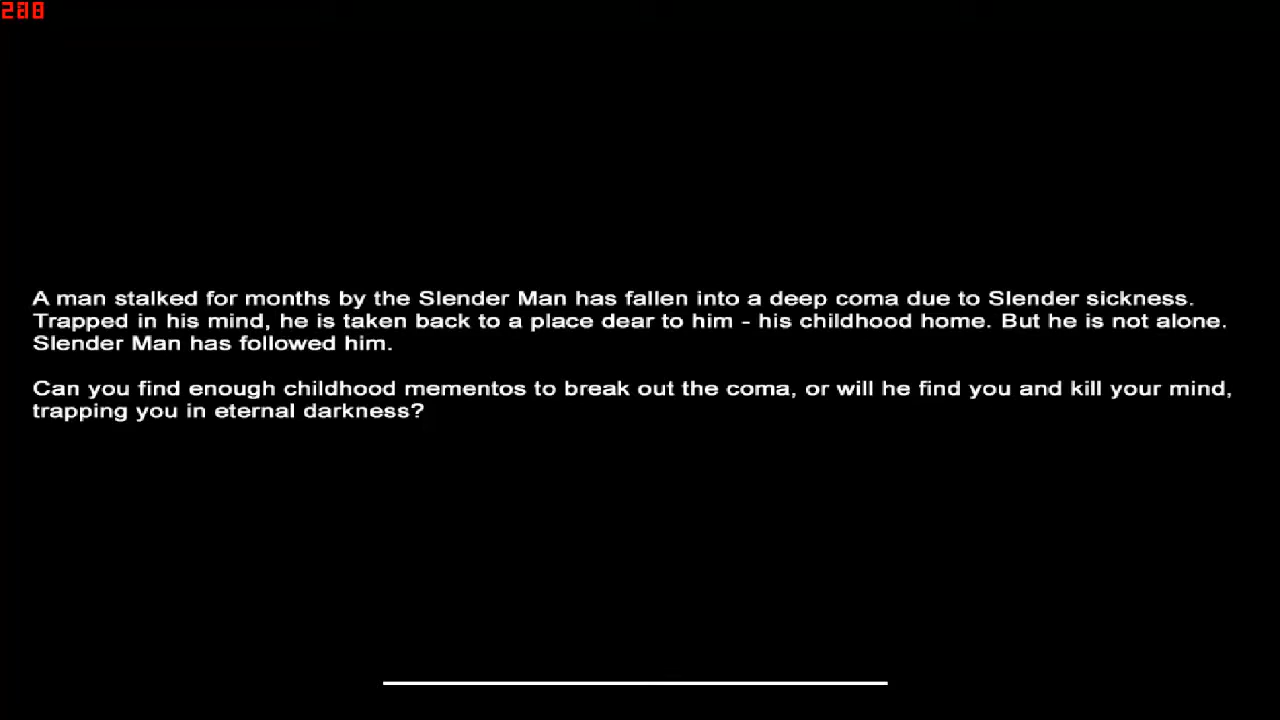 288
A man stalked for months by the Slender Man has fallen into a deep coma due to Slender sickness.
Trapped in his mind, he is taken back to a place dear to him - his childhood home. But he is not alone.
Slender Man has followed him.
Can you find enough childhood mementos to break out the coma, or will he find you and kill your mind,
trapping you in eternal darkness?